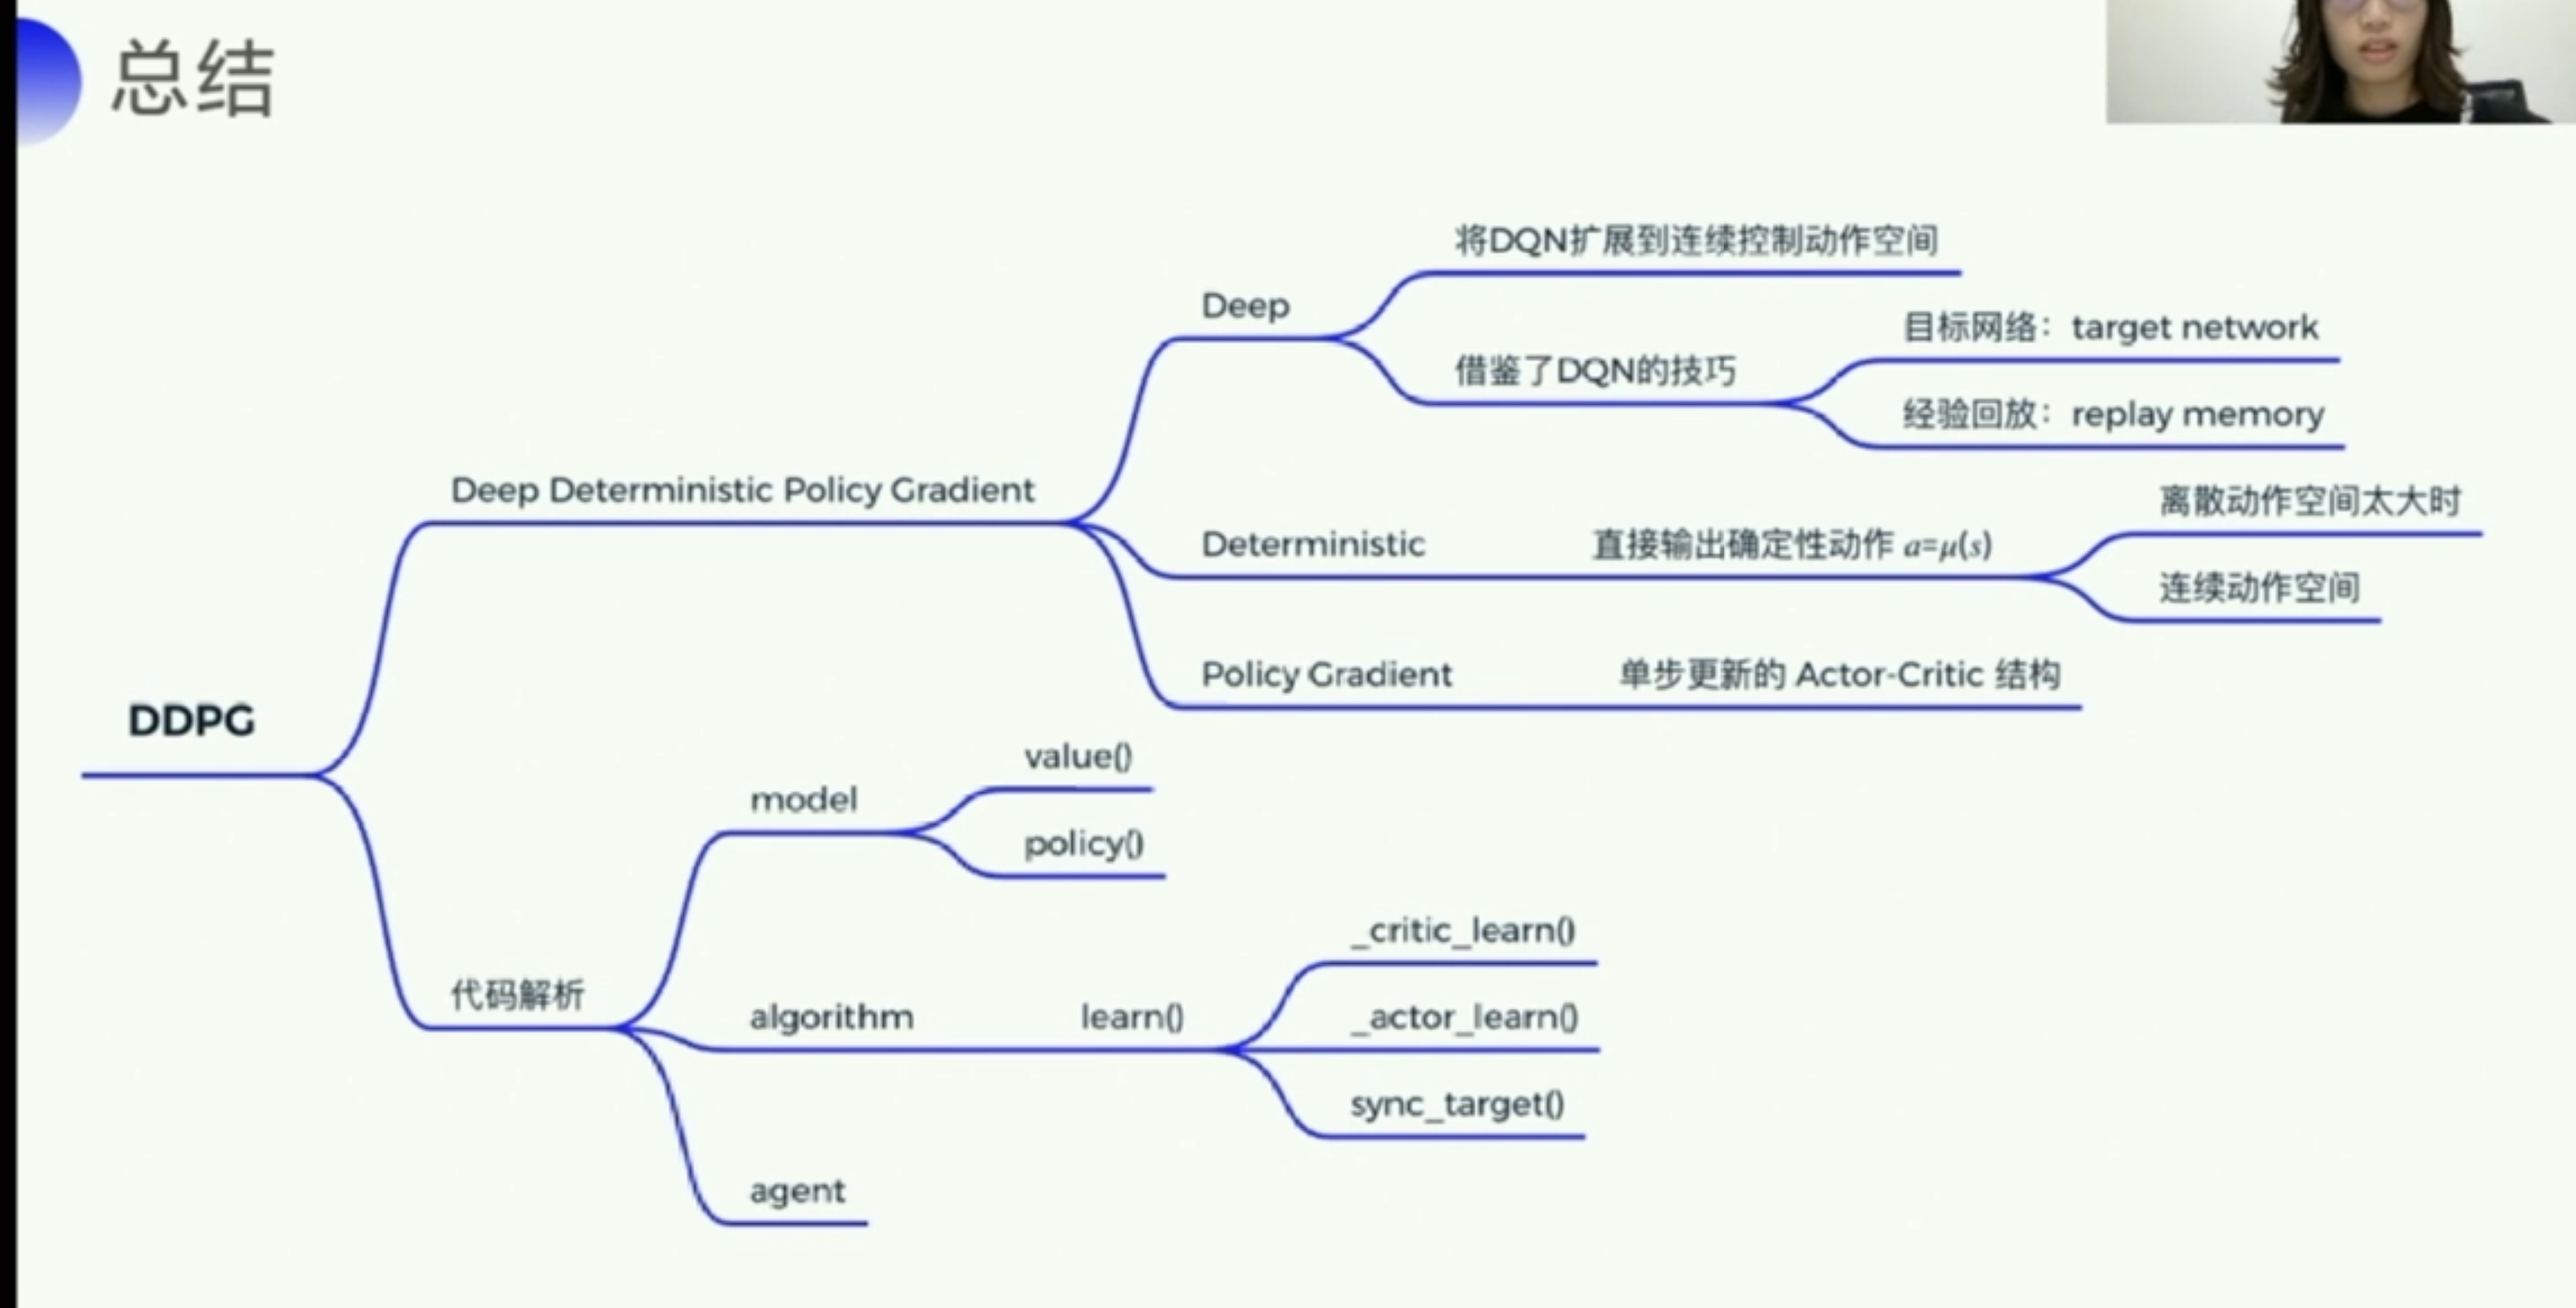 总结
DDPG
Deep Deterministic Policy Gradient
Deep
将DQN扩展到连续控制动作空间
借鉴了DQN的技巧
目标网络：target network
经验回放：replay memory
Deterministic 直接输出确定性动作 a=μ(s)
离散动作空间太大时
连续动作空间
Policy Gradient 单步更新的 Actor-Critic 结构
代码解析
model
value()
policy()
algorithm learn()
_critic_learn()
_actor_learn()
sync_target()
agent